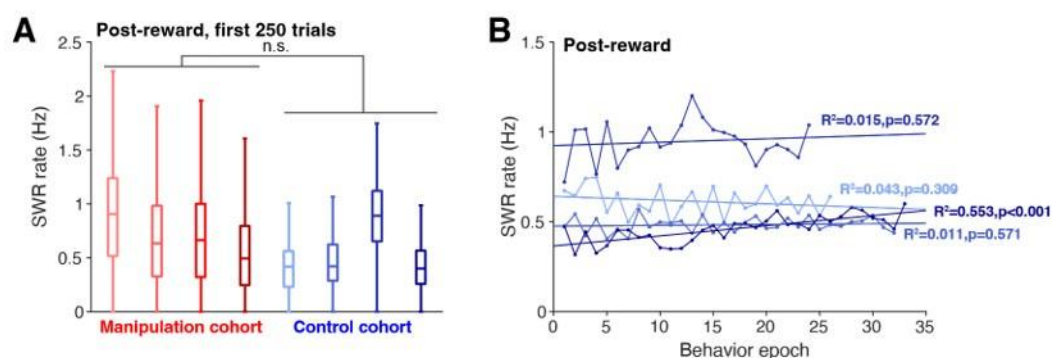 A
Post-reward, first 250 trials
n.s.
2.5
2
1.5
1
0.5
0
SWR rate (Hz)
Manipulation cohort
Control cohort
B
Post-reward
1.5
1
0.5
0
SWR rate (Hz)
R²=0.015,p=0.572
R²=0.043,p=0.309
R²=0.553,p<0.001
R²=0.011,p=0.571
0 5 10 15 20 25 30 35
Behavior epoch